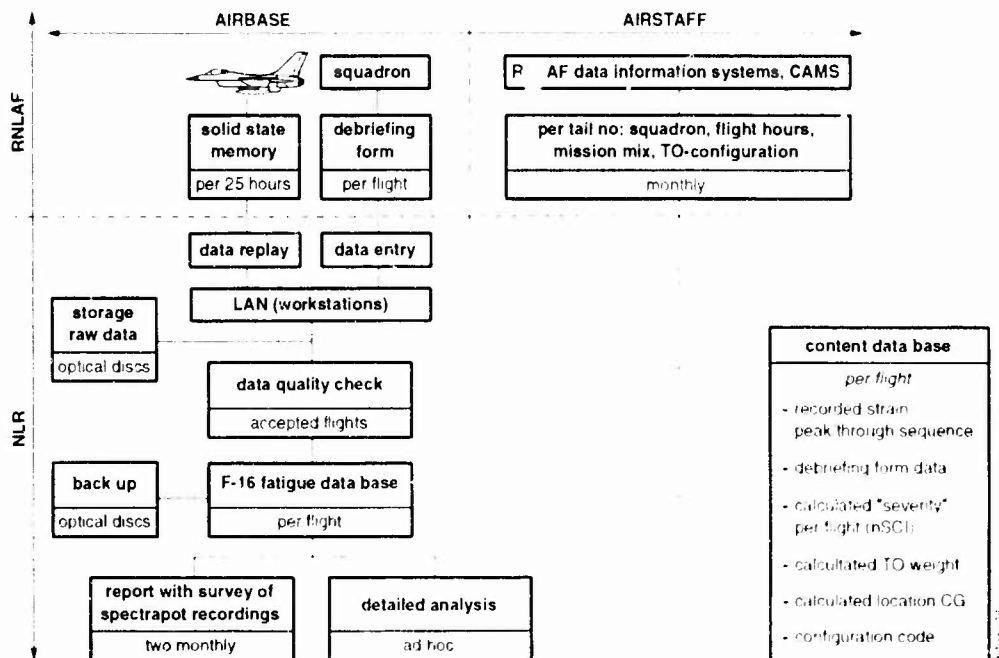 AIRBASE
AIRSTAFF
RNLAF
squadron
R AF data information systems, CAMS
solid state
memory
per 25 hours
debriefing
form
per flight
per tail no: squadron, flight hours,
mission mix, TO-configuration
monthly
NLR
data replay
data entry
LAN (workstations)
storage
raw data
optical discs
data quality check
accepted flights
back up
optical discs
F-16 fatigue data base
per flight
report with survey of
spectrapot recordings
two monthly
detailed analysis
ad hoc
content data base
per flight
- recorded strain
peak through sequence
- debriefing form data
- calculated "severity"
per flight (nSCI)
- calcultated TO weight
- calculated location CG
- configuration code